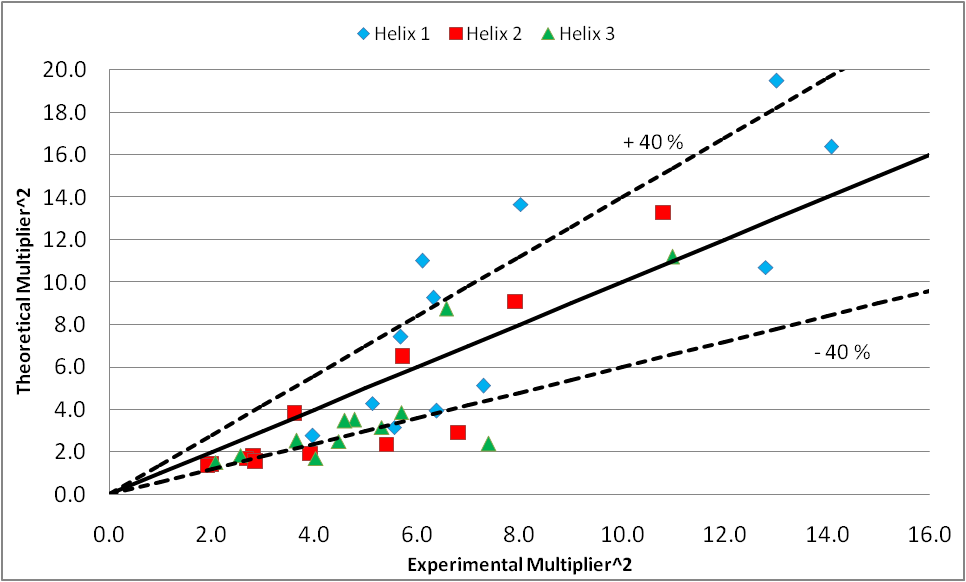 Helix 1 Helix 2 Helix 3
20.0
18.0
+ 40 %
16.0
14.0
12.0
10.0
8.0
- 40 %
6.0
4.0
2.0
0.0
Theoretical Multiplier^2
0.0 2.0 4.0 6.0 8.0 10.0 12.0 14.0 16.0
Experimental Multiplier^2